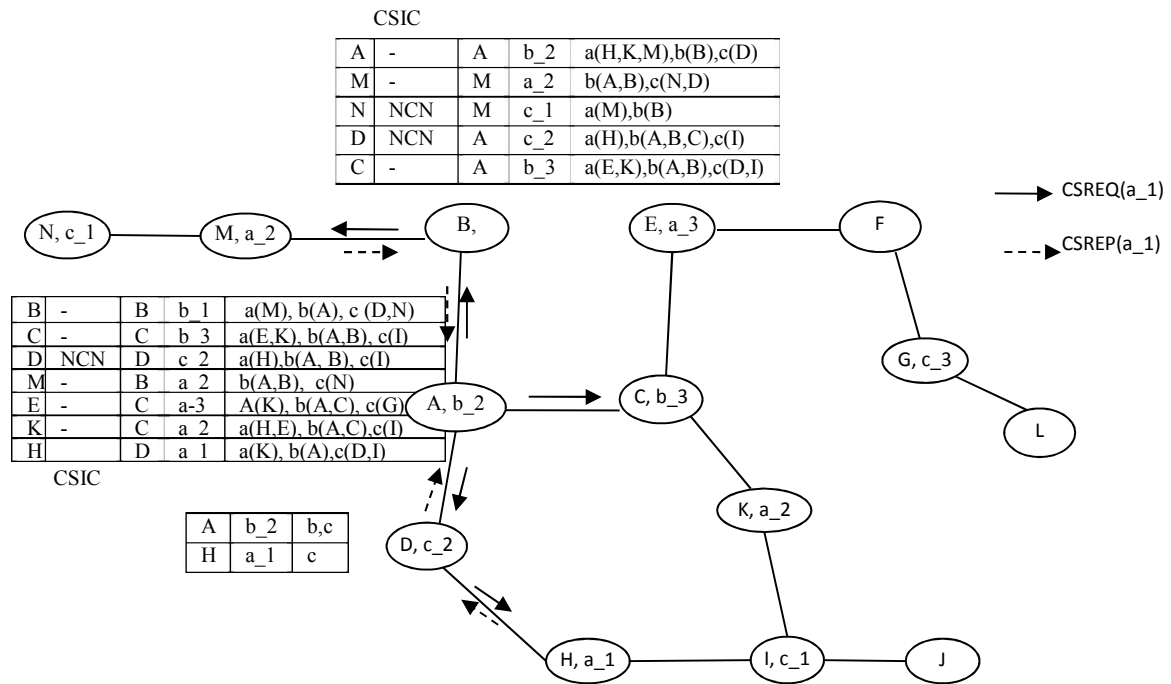 CSIC
A - A b_2 a(H,K,M),b(B),c(D)
M - M a_2 b(A,B),c(N,D)
N NCN M c_1 a(M),b(B)
D NCN A c_2 a(H),b(A,B,C),c(I)
C - A b_3 a(E,K),b(A,B),c(D,I)
CSREQ(a_1)
CSREP(a_1)
N, c_1
M, a_2
B,
E, a_3
F
B - B b_1 a(M), b(A), c (D,N)
C - C b_3 a(E,K), b(A,B), c(I)
D NCN D c_2 a(H),b(A, B), c(I)
M - B a_2 b(A,B), c(N)
E - C a-3 A(K), b(A,C), c(G)
K - C a_2 a(H,E), b(A,C),c(I)
H D a_1 a(K), b(A),c(D,I)
CSIC
A, b_2
C, b_3
G, c_3
L
K, a_2
A b_2 b,c
H a_1 c
D, c_2
H, a_1
I, c_1
J